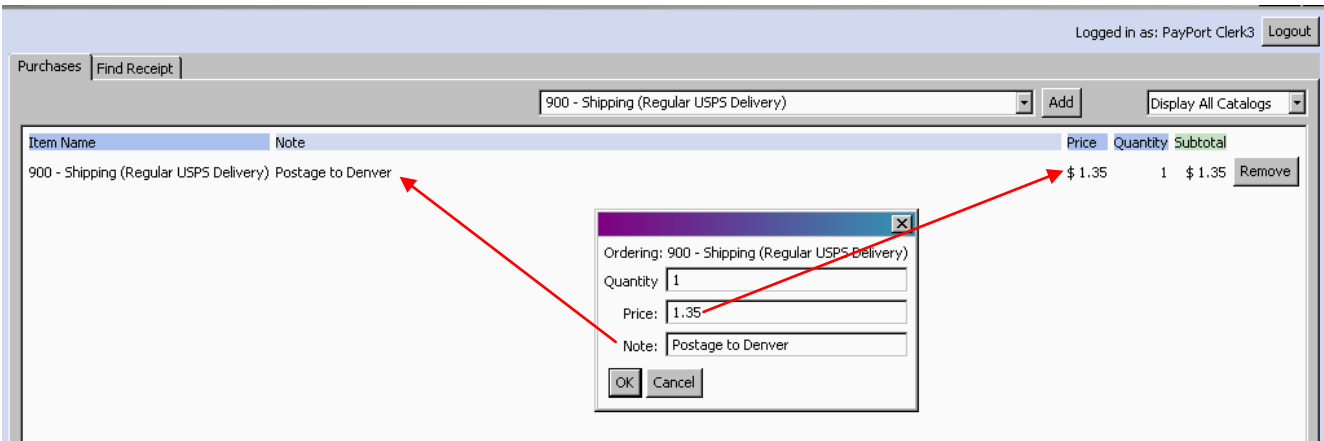 Logged in as: PayPort Clerk3 Logout
Purchases Find Receipt
900 - Shipping (Regular USPS Delivery) Add Display All Catalogs
Item Name Note Price Quantity Subtotal
900 - Shipping (Regular USPS Delivery) Postage to Denver $ 1.35 1 $ 1.35 Remove
Ordering: 900 - Shipping (Regular USPS Delivery)
Quantity 1
Price: 1.35
Note: Postage to Denver
OK Cancel